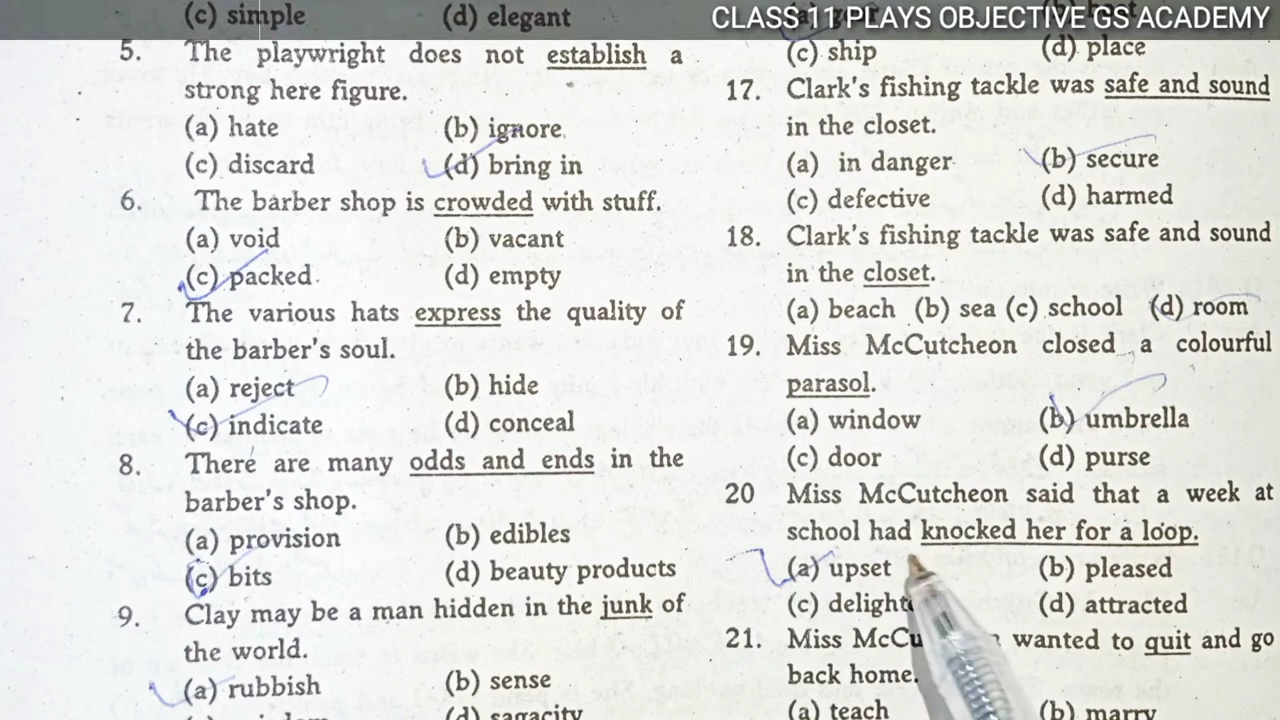 CLASS 11 PLAYS OBJECTIVE GS ACADEMY
(c) simple (d) elegant
5. The playwright does not establish a
strong here figure.
(a) hate (b) ignore
(c) discard (d) bring in
6. The barber shop is crowded with stuff.
(a) void (b) vacant
(c) packed (d) empty
7. The various hats express the quality of
the barber's soul.
(a) reject (b) hide
(c) indicate (d) conceal
8. There are many odds and ends in the
barber's shop.
(a) provision (b) edibles
(c) bits (d) beauty products
9. Clay may be a man hidden in the junk of
the world.
(a) rubbish (b) sense
(d) sagacity
(c) ship (d) place
17. Clark's fishing tackle was safe and sound
in the closet.
(a) in danger (b) secure
(c) defective (d) harmed
18. Clark's fishing tackle was safe and sound
in the closet.
(a) beach (b) sea (c) school (d) room
19. Miss McCutcheon closed a colourful
parasol.
(a) window (b) umbrella
(c) door (d) purse
20 Miss McCutcheon said that a week at
school had knocked her for a loop.
(a) upset (b) pleased
(c) (d) attracted
21. Miss wanted to quit and go
back home.
(a) teach (b) marry